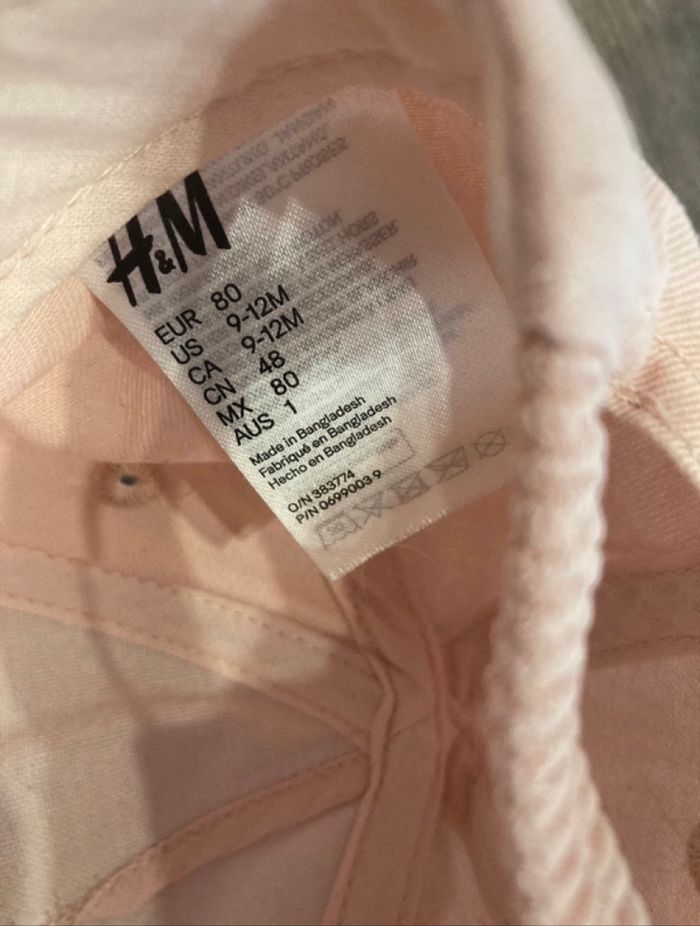 H&M
EUR 80
US 9-12M
CA 9-12M
CN 48
MX 80
AUS 1
Made in Bangladesh
Fabriqué en Bangladesh
Hecho en Bangladesh
O/N 383774
P/N 0699003 9